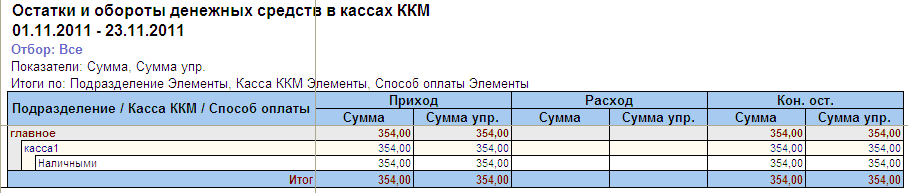 Остатки и обороты денежных средств в кассах ККМ
01.11.2011 - 23.11.2011
Отбор: Все
Показатели: Сумма, Сумма упр.
Итоги по: Подразделение Элементы, Касса ККМ Элементы, Способ оплаты Элементы
Подразделение / Касса ККМ / Способ оплаты Приход Расход Кон. ост.
Сумма Сумма упр. Сумма Сумма упр. Сумма Сумма упр.
главное 354,00 354,00 354,00 354,00
касса1 354,00 354,00 354,00 354,00
Наличными 354,00 354,00 354,00 354,00
Итог 354,00 354,00 354,00 354,00